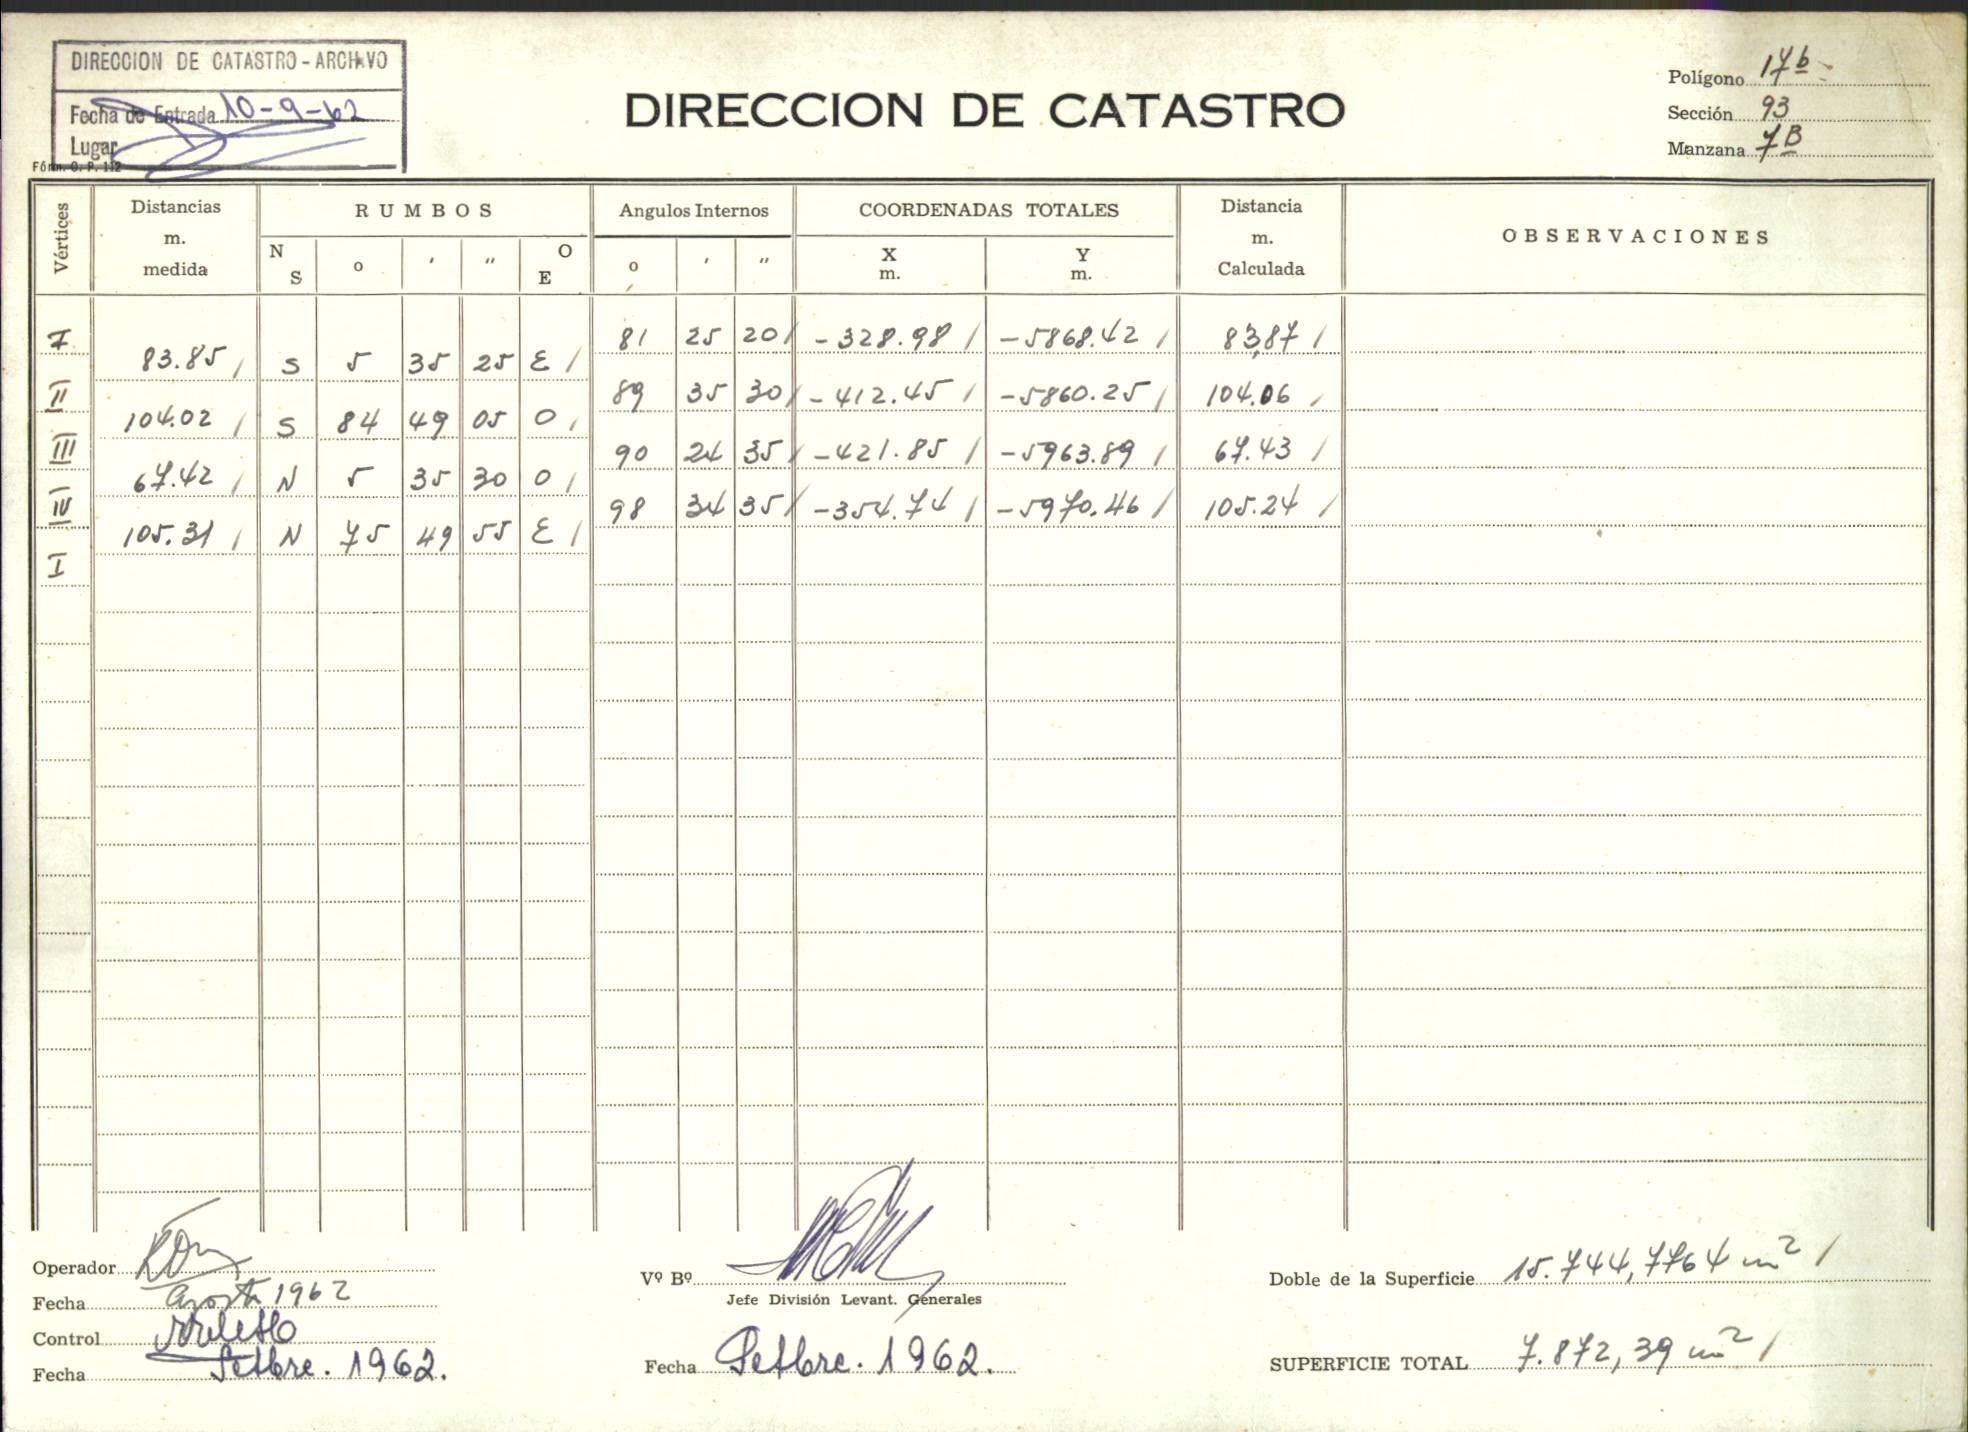 DIRECCION DE CATASTRO - ARCHIVO
Fecha de Entrada 10-9-62
Lugar
Fórm. O. P. 112
DIRECCION DE CATASTRO
Polígono 17b
Sección 93
Manzana 7B
Vértices
Distancias m. medida
RUMBOS
N S o ' " O E
Angulos Internos
o ' "
COORDENADAS TOTALES
X m. Y m.
Distancia m. Calculada
OBSERVACIONES
I 81 25 20 / -328.98 / -5868.42 / 83,87 /
83.85 / S 5 35 25 E /
II 89 35 30 / -412.45 / -5860.25 / 104.06 /
104.02 / S 84 49 05 O /
III 90 24 35 / -421.85 / -5963.89 / 67.43 /
67.42 / N 5 35 30 O /
IV 98 34 35 / -354.74 / -5970.46 / 105.24 /
105.31 / N 75 49 55 E /
I
Operador
Fecha Agosto 1962
Control
Fecha Setbre. 1962.
Vº Bº
Jefe División Levant. Generales
Fecha Setbre. 1962.
Doble de la Superficie 15.744,7764 m² /
SUPERFICIE TOTAL 7.872,39 m² /